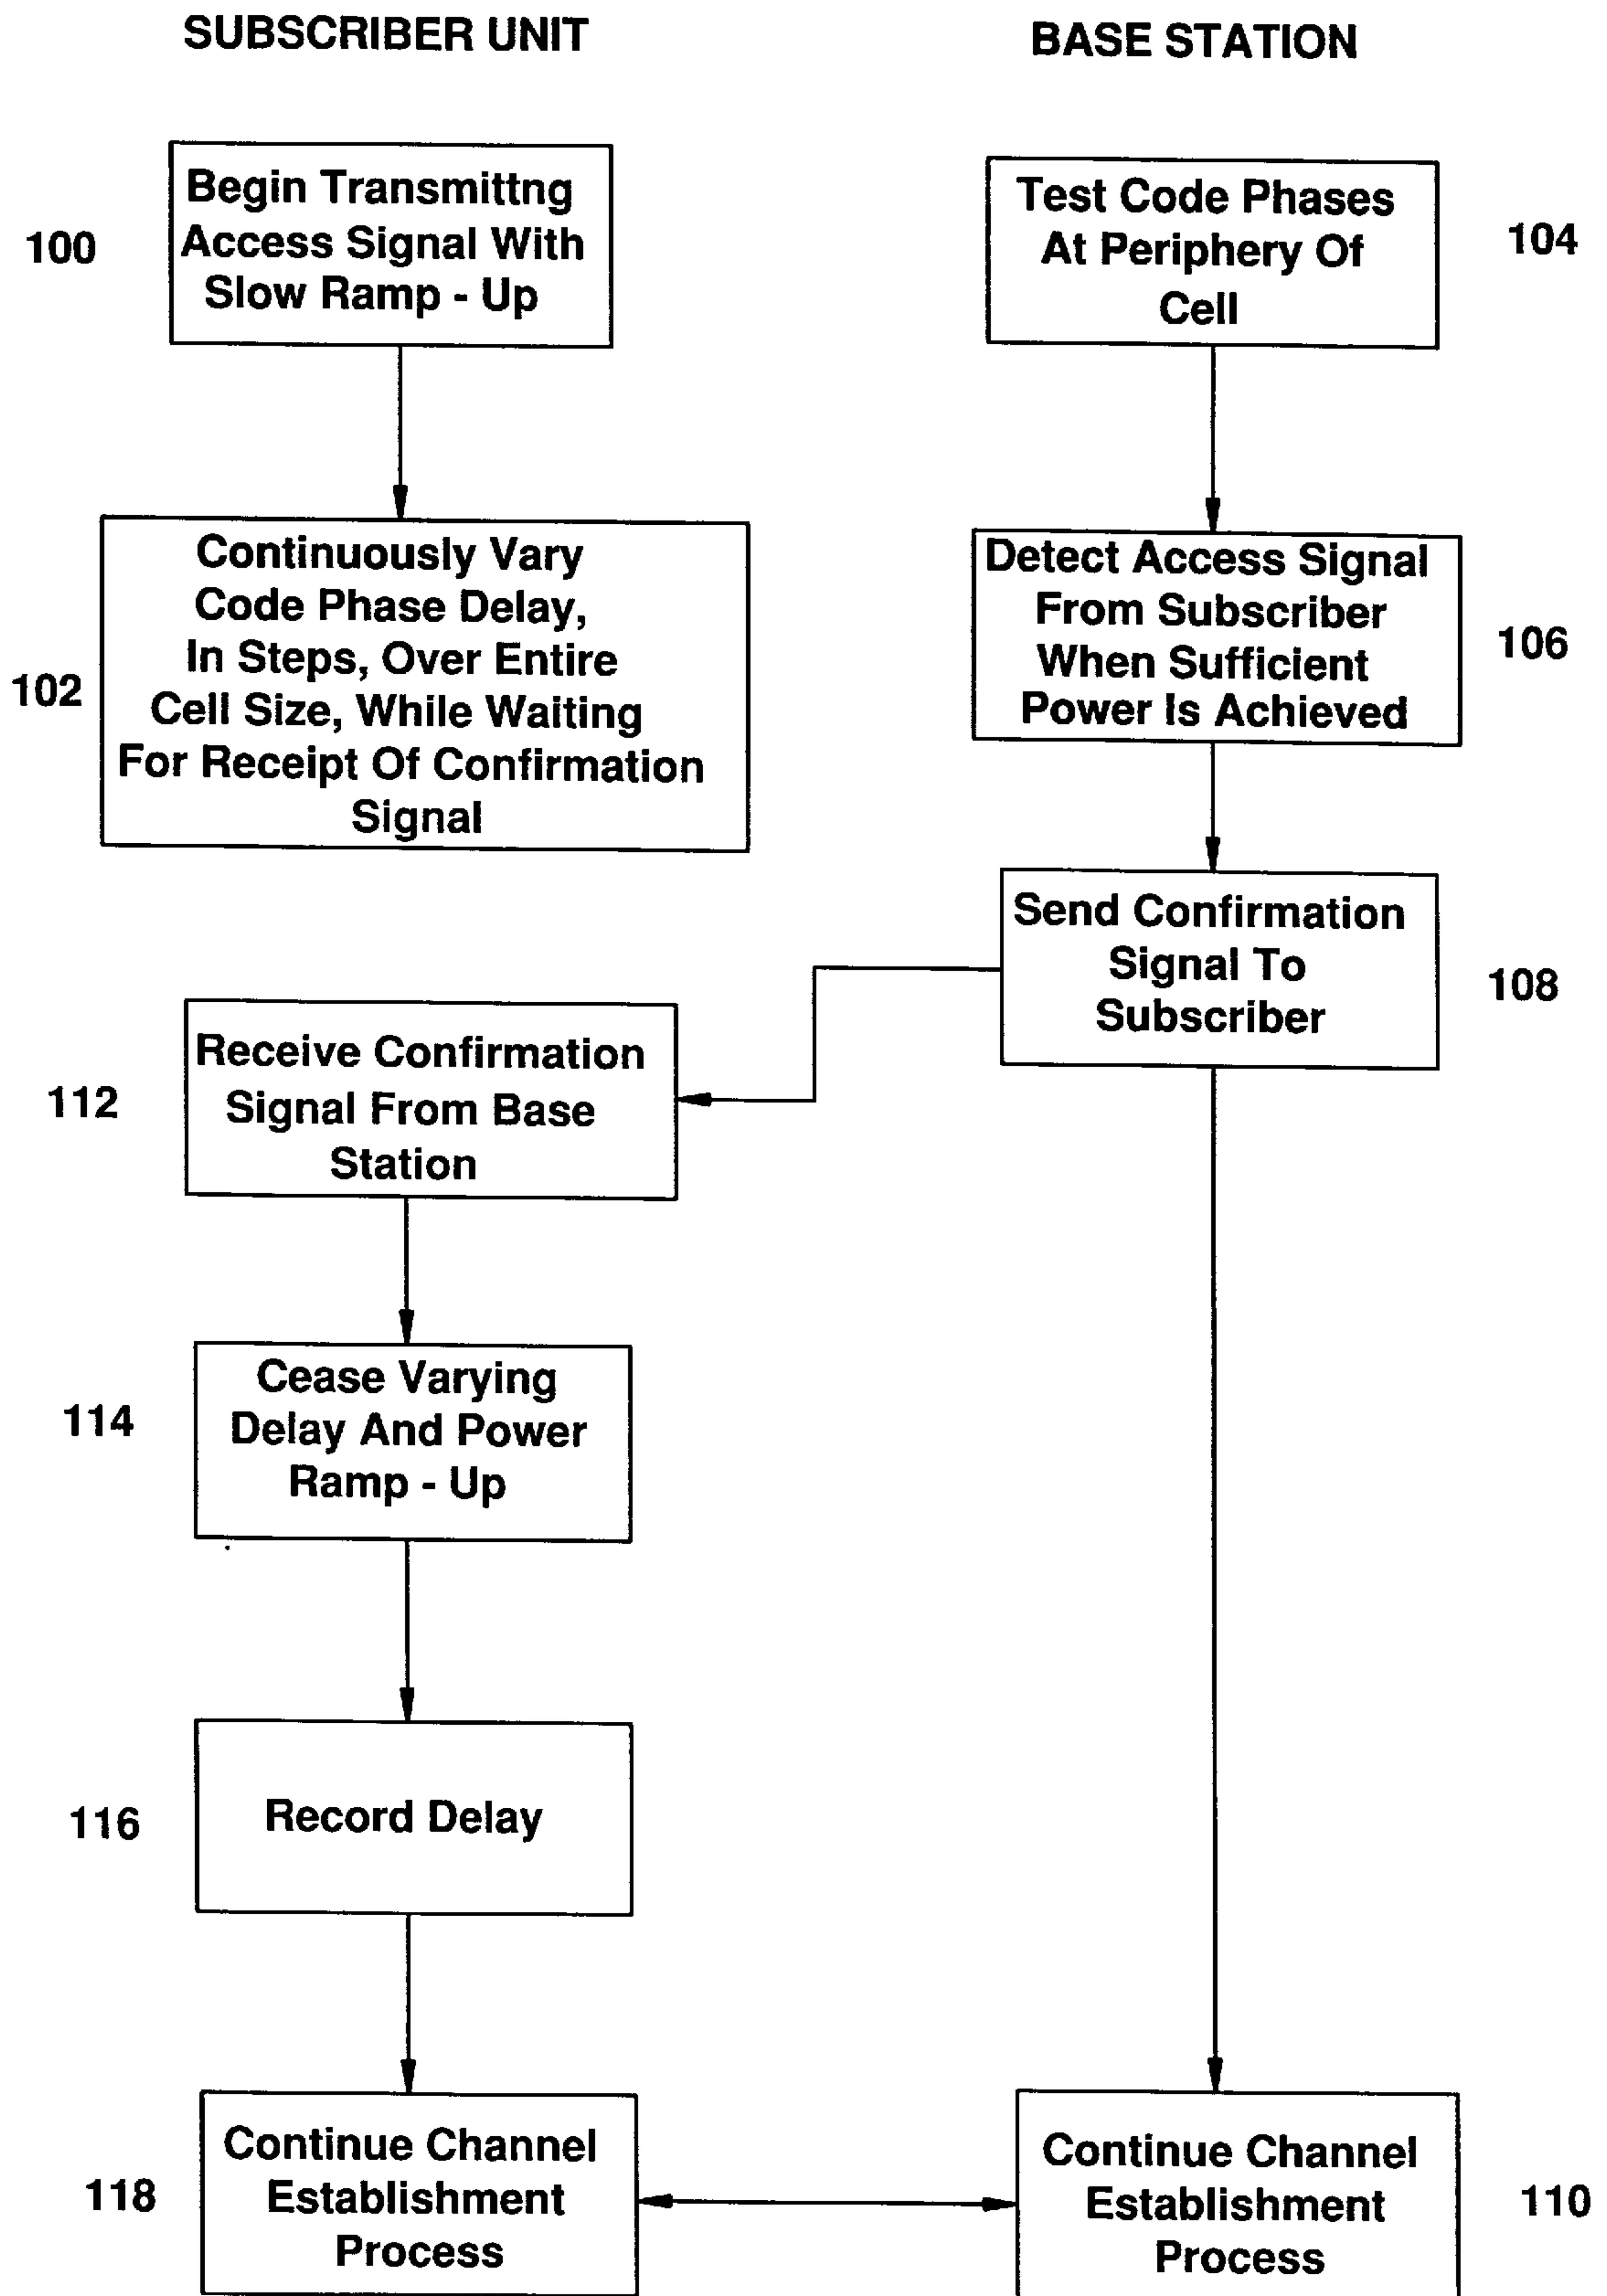 SUBSCRIBER UNIT
BASE STATION
100
Begin Transmittng
Access Signal With
Slow Ramp - Up
Test Code Phases
At Periphery Of
Cell
104
102
Continuously Vary
Code Phase Delay,
In Steps, Over Entire
Cell Size, While Waiting
For Receipt Of Confirmation
Signal
Detect Access Signal
From Subscriber
When Sufficient
Power Is Achieved
106
Send Confirmation
Signal To
Subscriber
108
112
Receive Confirmation
Signal From Base
Station
114
Cease Varying
Delay And Power
Ramp - Up
116
Record Delay
118
Continue Channel
Establishment
Process
Continue Channel
Establishment
Process
110